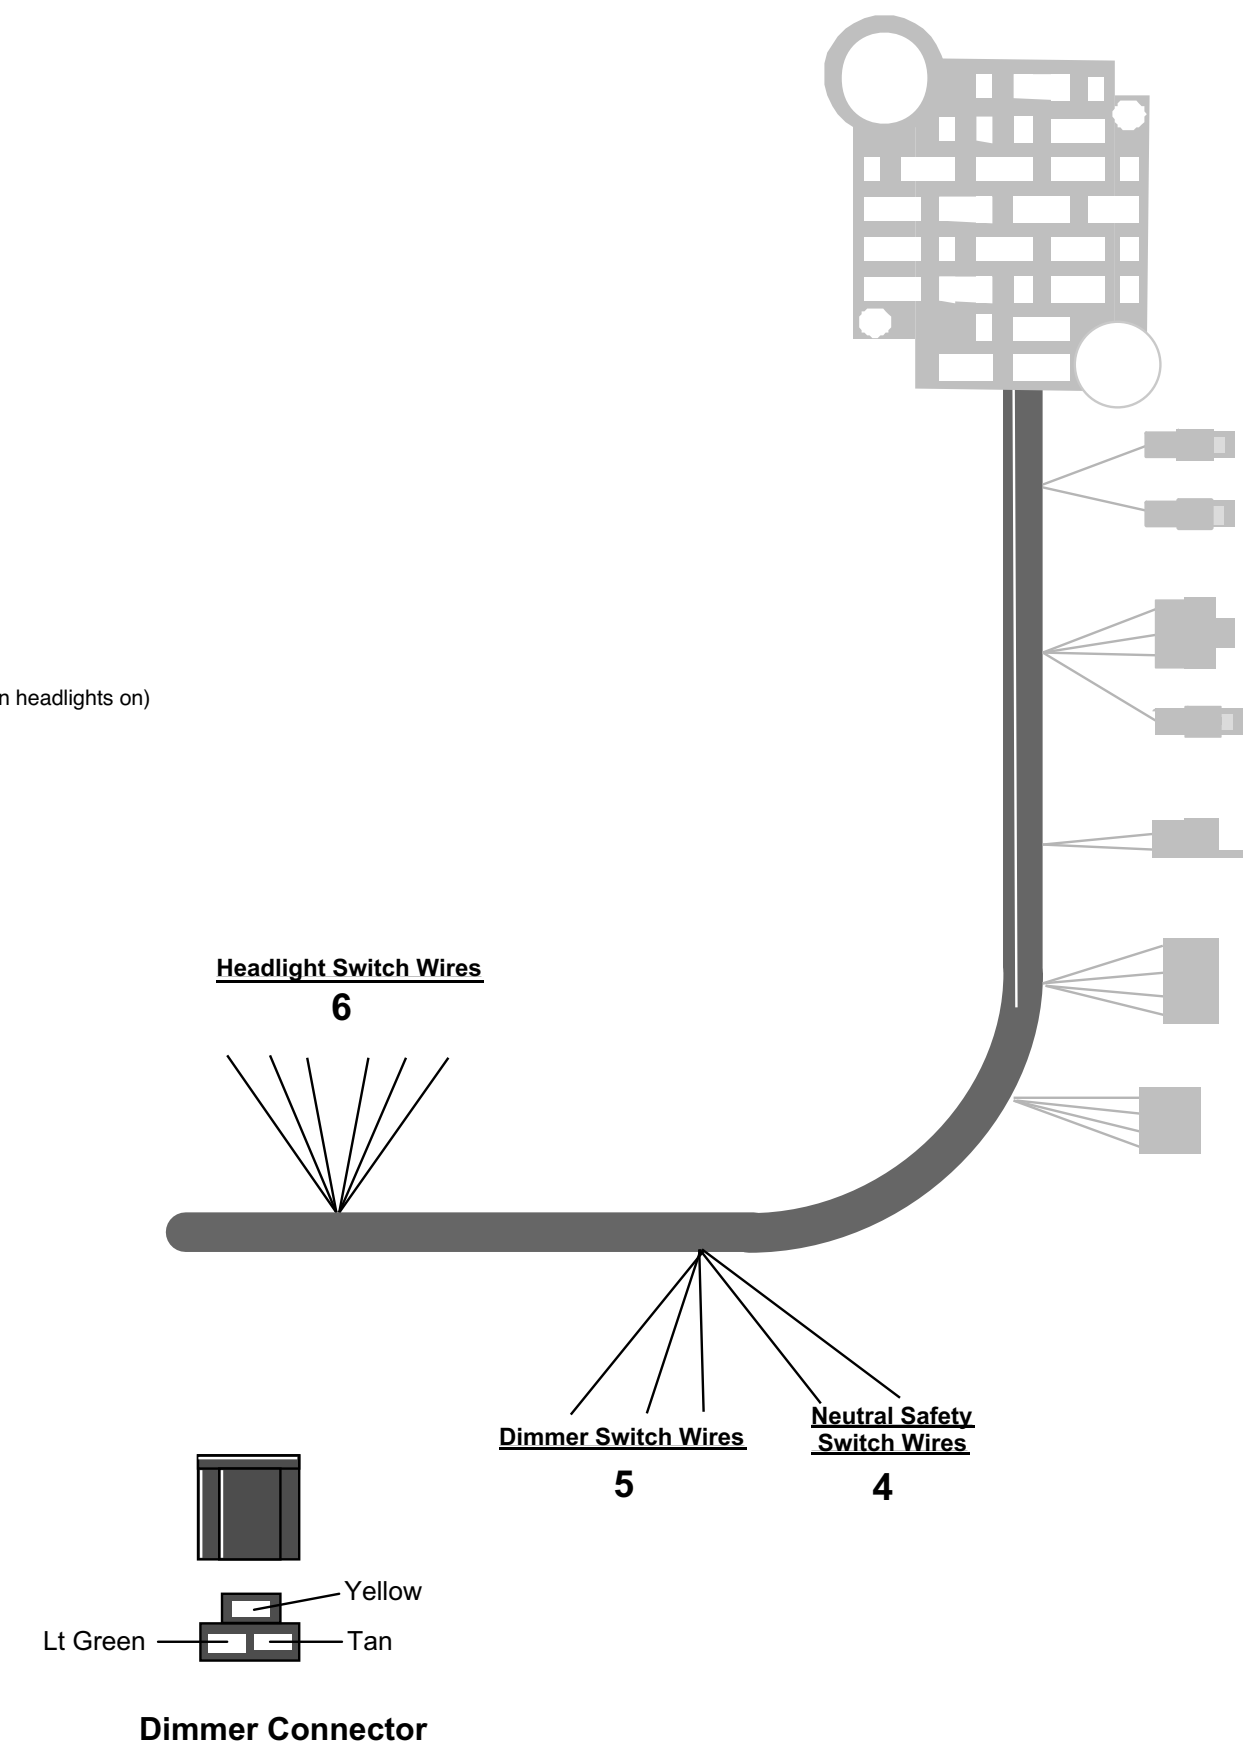 n headlights on)
Headlight Switch Wires
6
Dimmer Switch Wires
5
Neutral Safety
Switch Wires
4
Yellow
Lt Green
Tan
Dimmer Connector